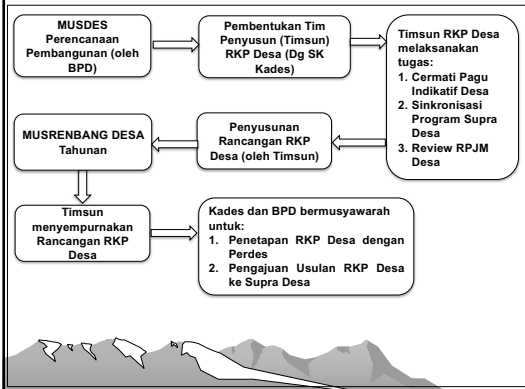 MUSDES
Perencanaan
Pembangunan (oleh
BPD)
Pembentukan Tim
Penyusun (Timsun)
RKP Desa (Dg SK
Kades)
Timsun RKP Desa
melaksanakan
tugas:
1. Cermati Pagu
Indikatif Desa
2. Sinkronisasi
Program Supra
Desa
3. Review RPJM
Desa
Penyusunan
Rancangan RKP
Desa (oleh Timsun)
MUSRENBANG DESA
Tahunan
Timsun
menyempurnakan
Rancangan RKP
Desa
Kades dan BPD bermusyawarah
untuk:
1. Penetapan RKP Desa dengan
Perdes
2. Pengajuan Usulan RKP Desa
ke Supra Desa